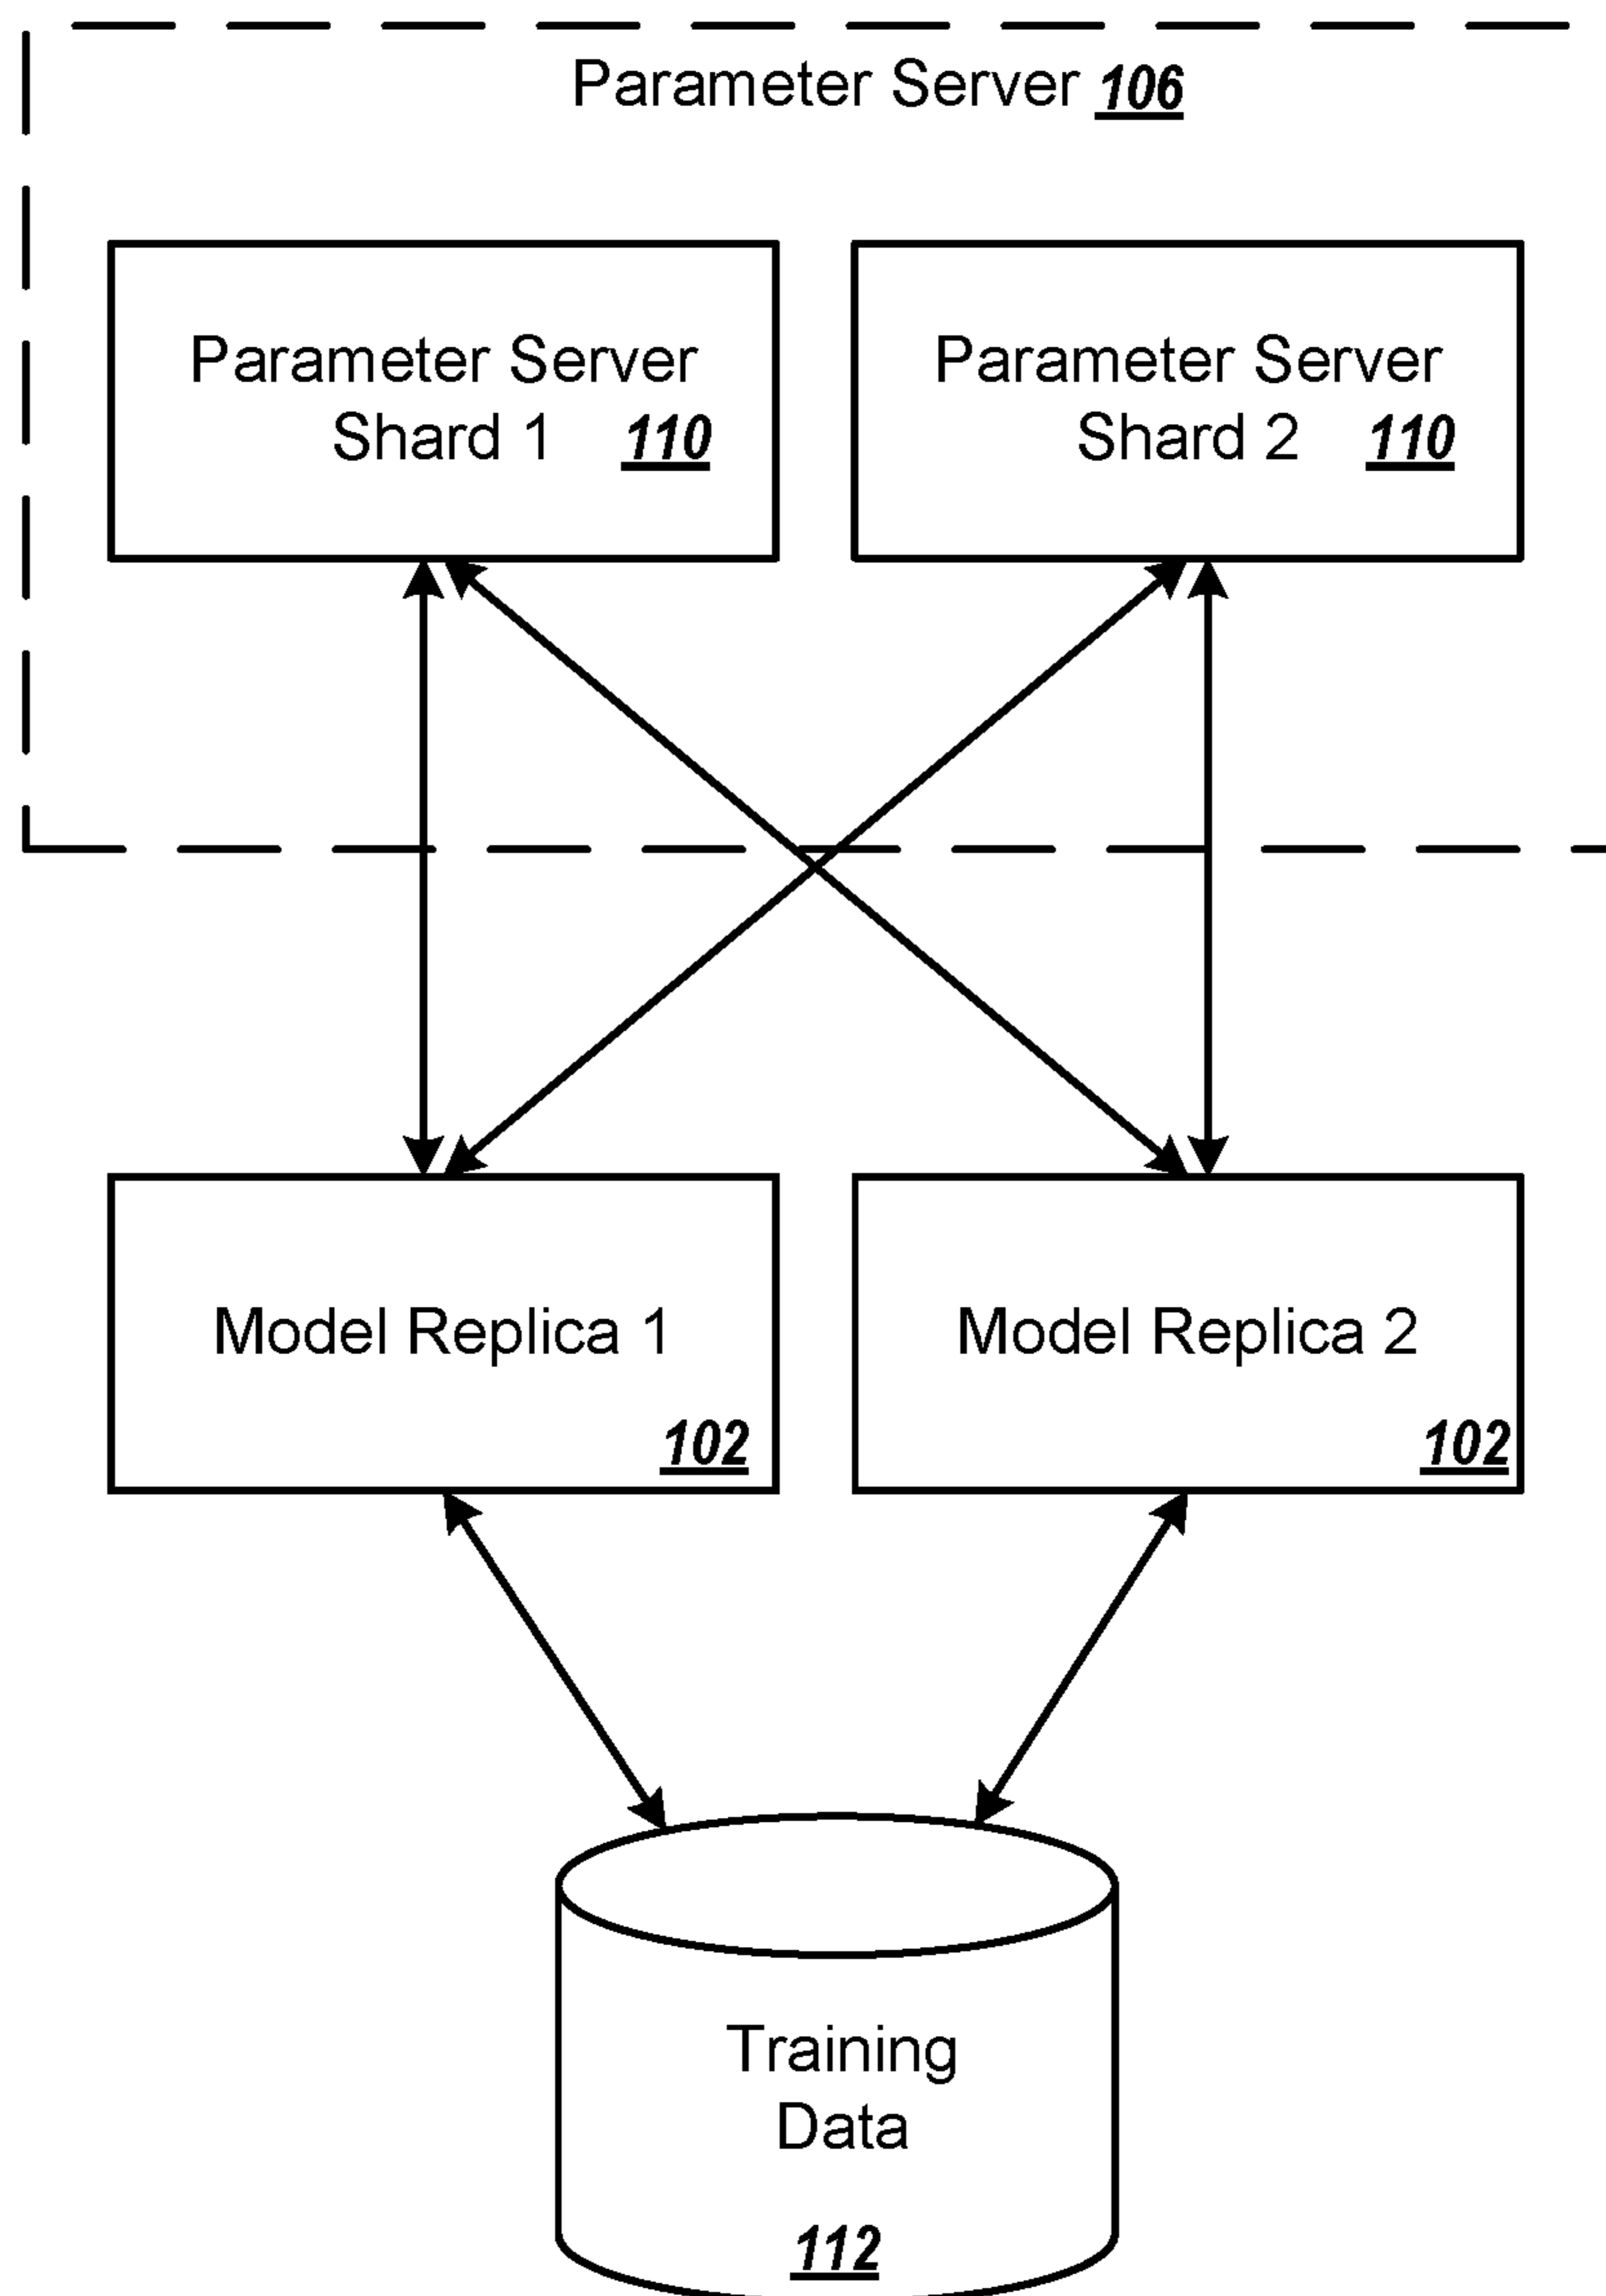 Parameter Server 106
Parameter Server
Shard 1 110
Parameter Server
Shard 2 110
Model Replica 1
102
Model Replica 2
102
Training
Data
112